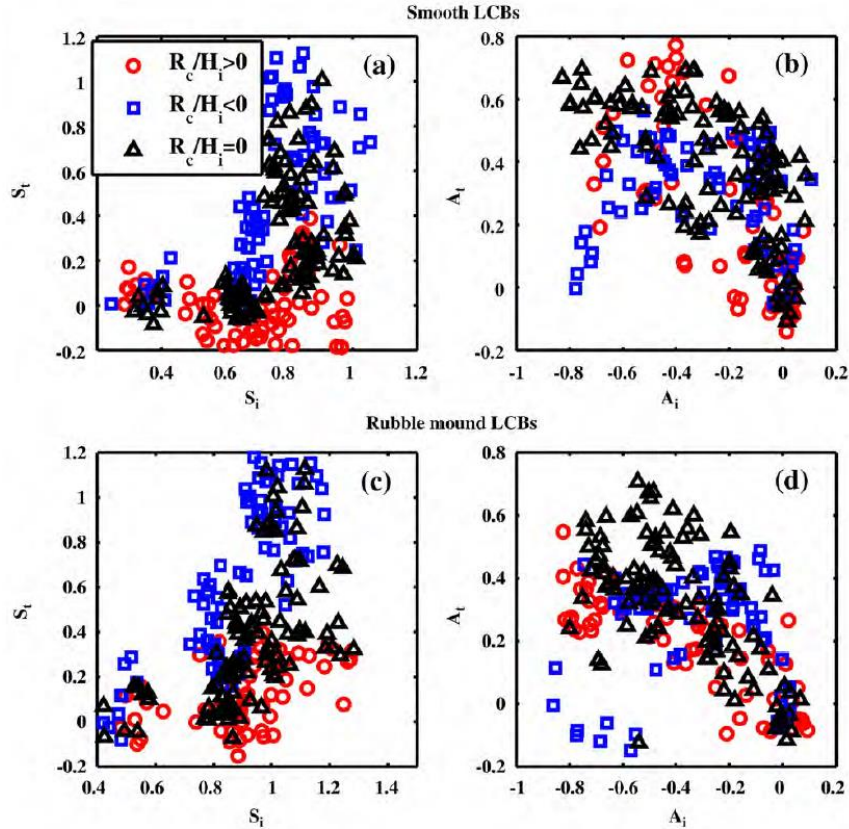 Smooth LCBs
1.2
1
0.8
0.6
0.4
0.2
0
-0.2
S_t
R_c/H_i>0
R_c/H_i<0
R_c/H_i=0
(a)
0.4 0.6 0.8 1 1.2
S_i
0.8
0.6
0.4
0.2
0
-0.2
A_t
(b)
-1 -0.8 -0.6 -0.4 -0.2 0 0.2
A_i
Rubble mound LCBs
1.2
1
0.8
0.6
0.4
0.2
0
-0.2
S_t
(c)
0.4 0.6 0.8 1 1.2 1.4
S_i
0.8
0.6
0.4
0.2
0
-0.2
A_t
(d)
-1 -0.8 -0.6 -0.4 -0.2 0 0.2
A_i